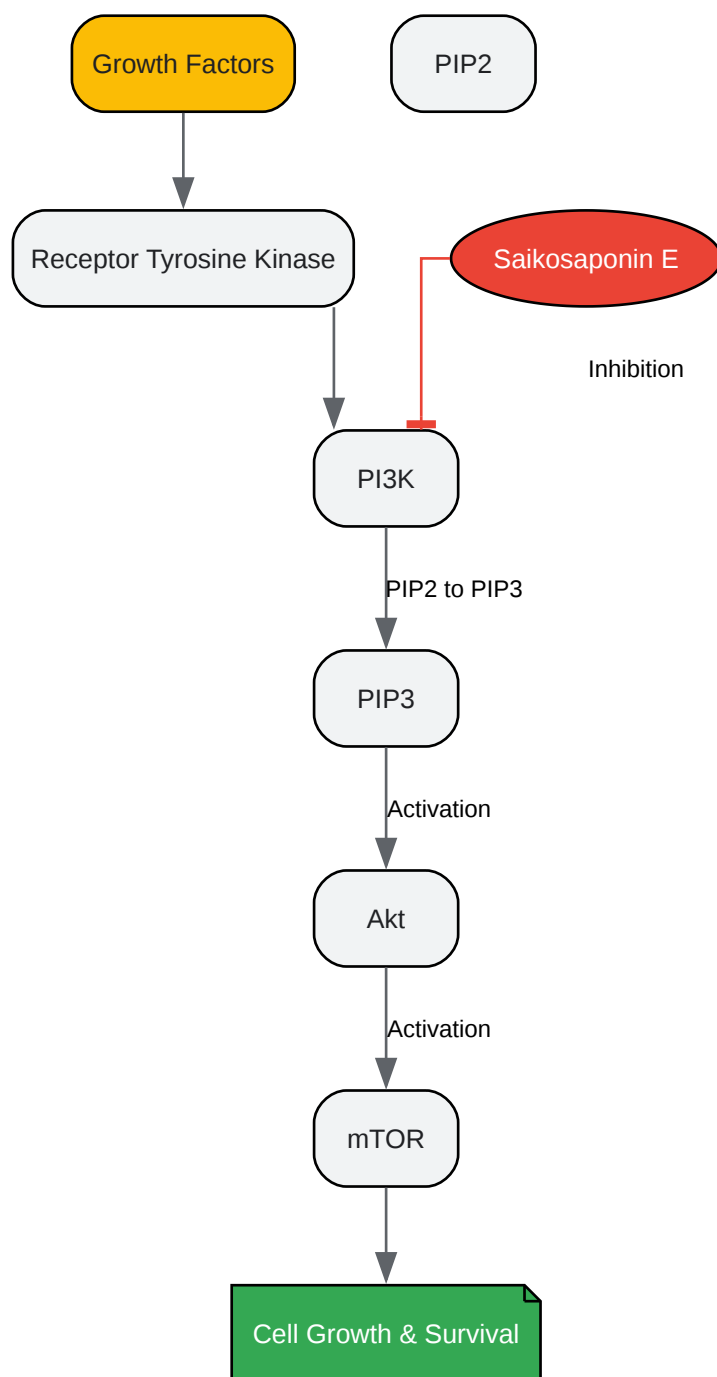 Growth Factors
PIP2
Receptor Tyrosine Kinase
Saikosaponin E
Inhibition
PI3K
PIP2 to PIP3
PIP3
Activation
Akt
Activation
mTOR
Cell Growth & Survival